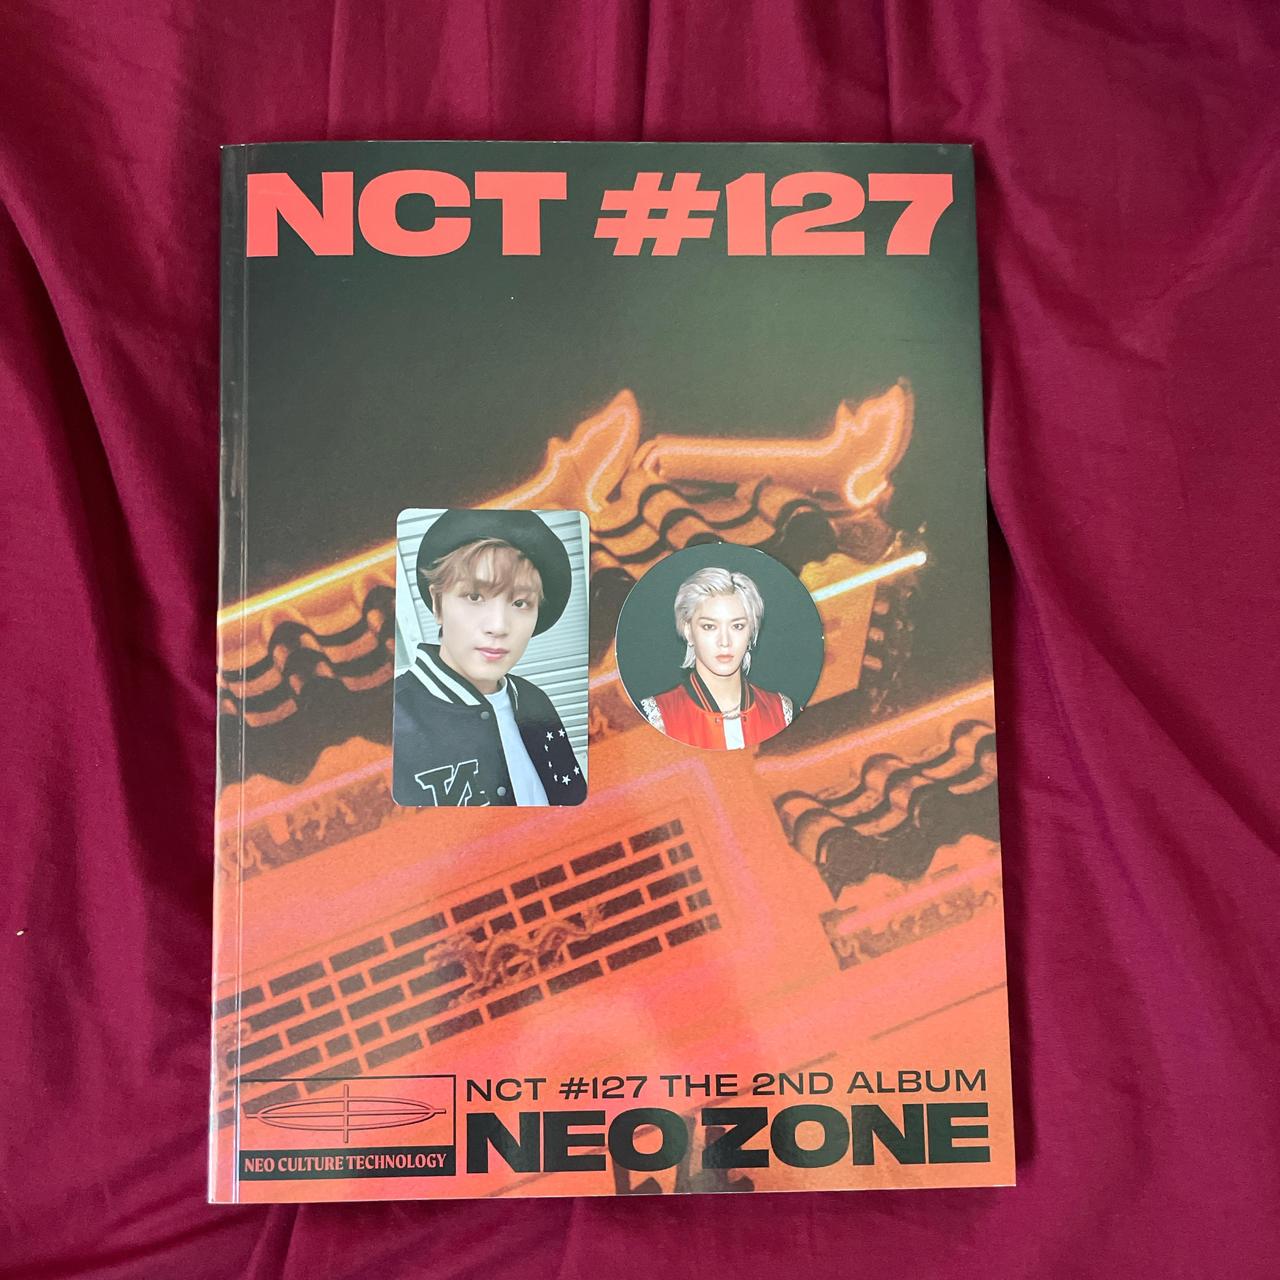 NCT #127
NCT #127 THE 2ND ALBUM
NEO ZONE
NEO CULTURE TECHNOLOGY